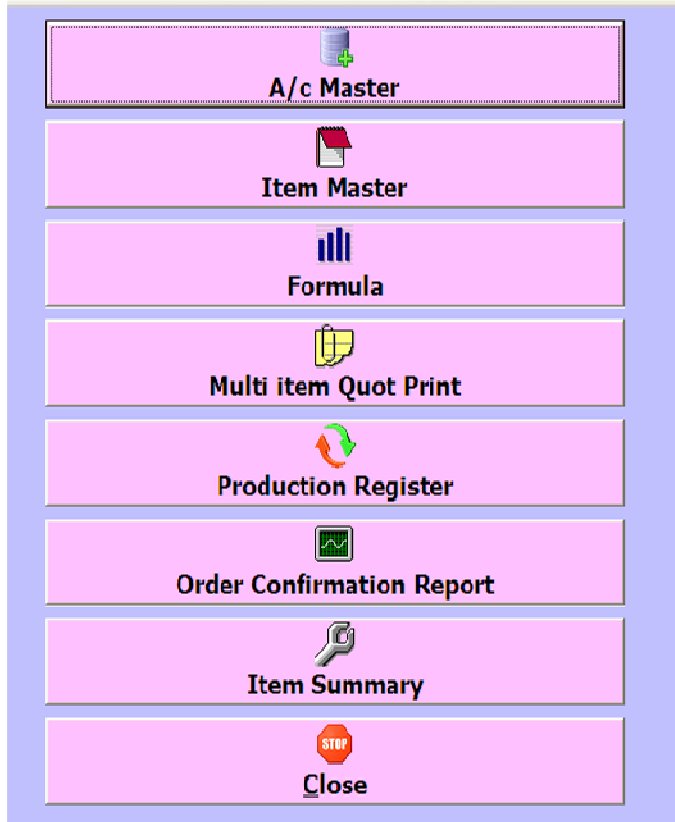 A/c Master
Item Master
Formula
Multi item Quot Print
Production Register
Order Confirmation Report
Item Summary
STOP
Close